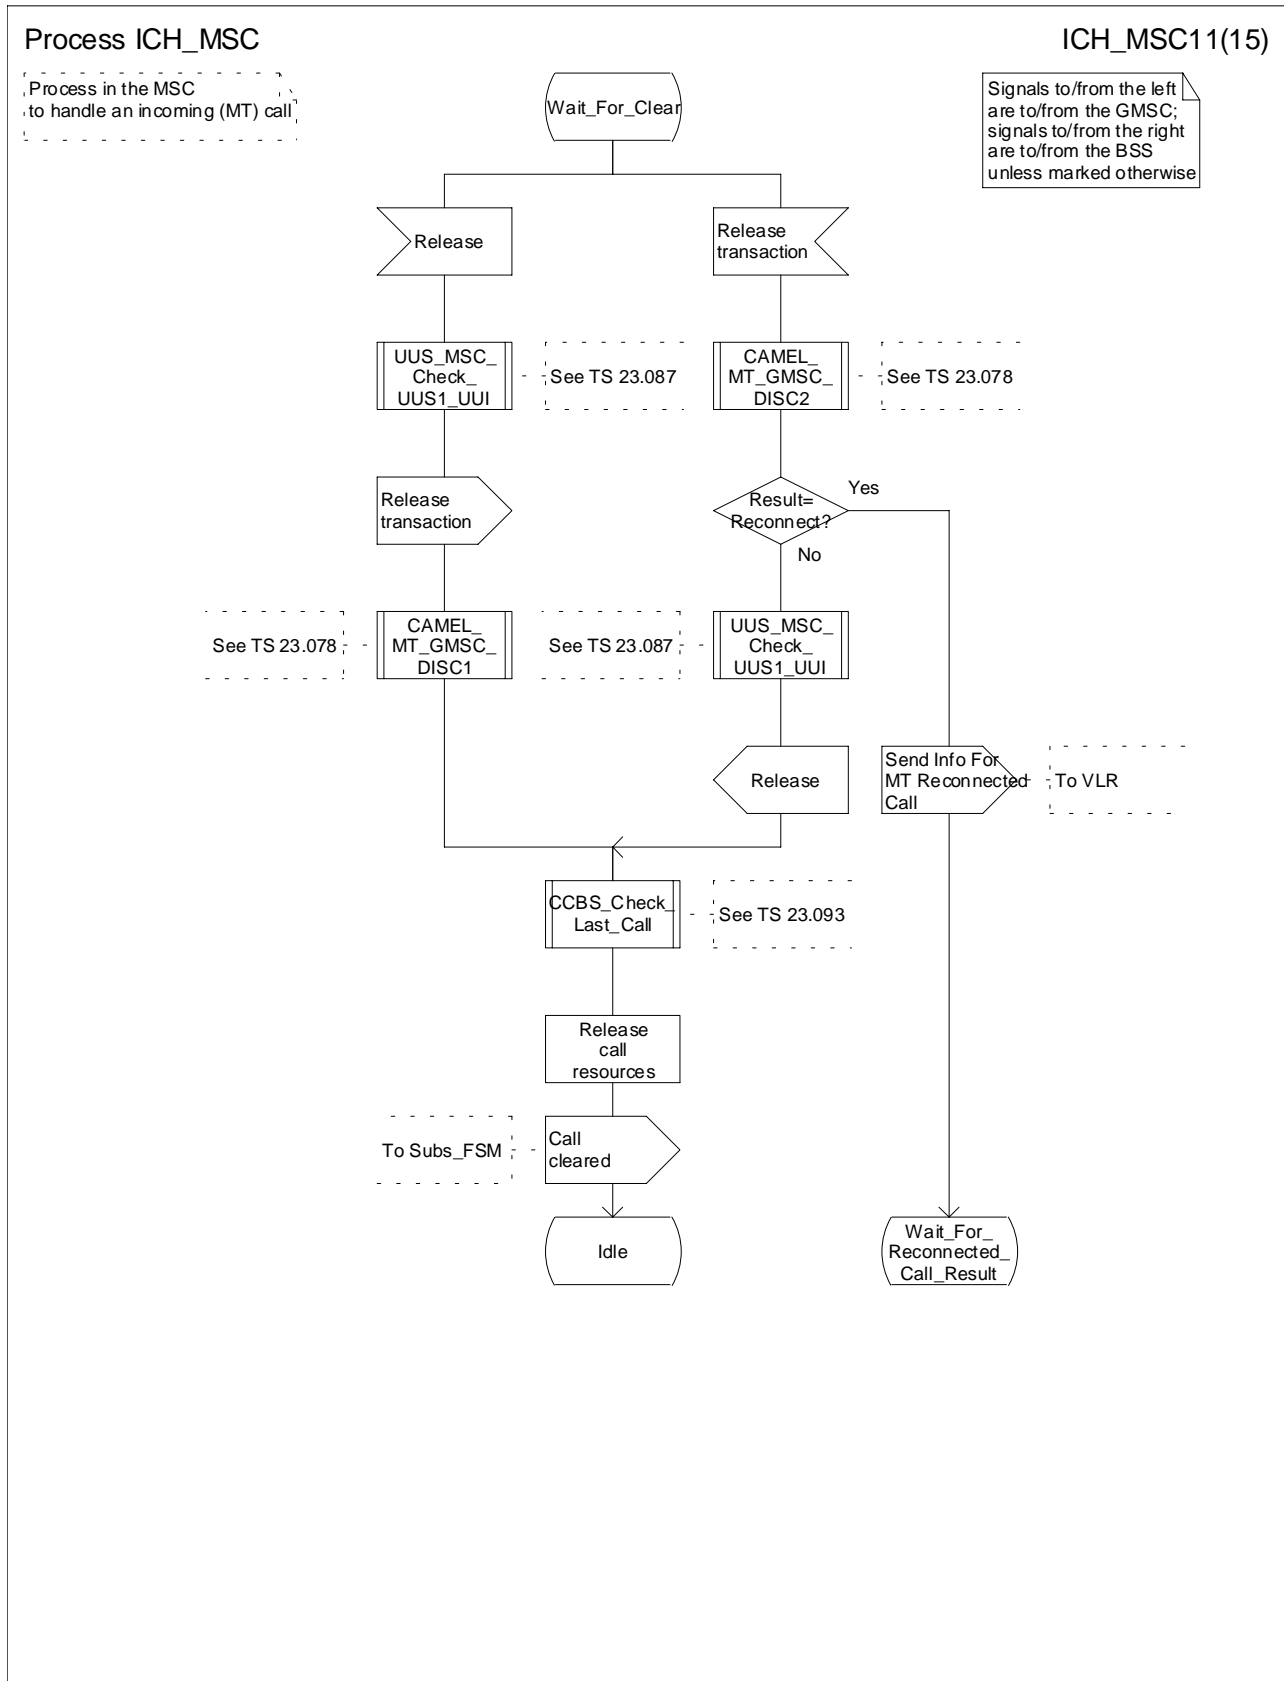 Process ICH_MSC
ICH_MSC11(15)
Process in the MSC
to handle an incoming (MT) call
Signals to/from the left
are to/from the GMSC;
signals to/from the right
are to/from the BSS
unless marked otherwise
Wait_For_Clear
Release
Release
transaction
UUS_MSC_
Check_
UUS1_UUI
See TS 23.087
CAMEL_
MT_GMSC_
DISC2
See TS 23.078
Release
transaction
Result=
Reconnect?
Yes
No
See TS 23.078
CAMEL_
MT_GMSC_
DISC1
See TS 23.087
UUS_MSC_
Check_
UUS1_UUI
Release
Send Info For
MT Reconnected
Call
To VLR
CCBS_Check_
Last_Call
See TS 23.093
Release
call
resources
To Subs_FSM
Call
cleared
Idle
Wait_For_
Reconnected_
Call_Result